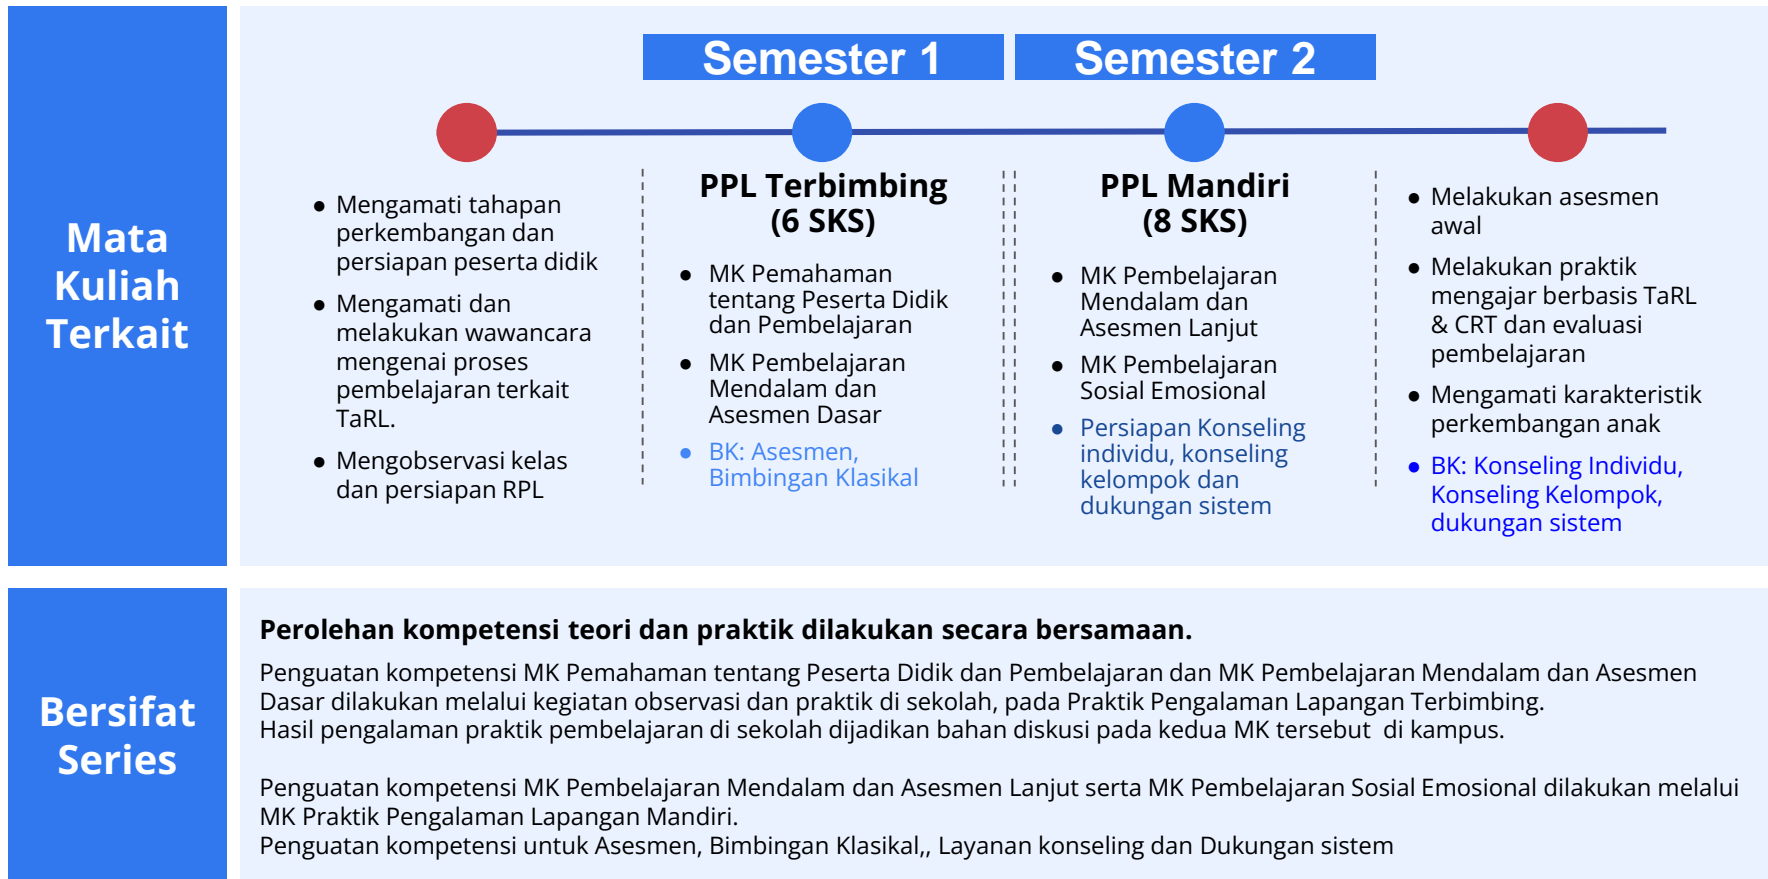 Mata
Kuliah
Terkait
Semester 1
Semester 2
● Mengamati tahapan
perkembangan dan
persiapan peserta didik
● Mengamati dan
melakukan wawancara
mengenai proses
pembelajaran terkait
TaRL.
● Mengobservasi kelas
dan persiapan RPL
PPL Terbimbing
(6 SKS)
● MK Pemahaman
tentang Peserta Didik
dan Pembelajaran
● MK Pembelajaran
Mendalam dan
Asesmen Dasar
● BK: Asesmen,
Bimbingan Klasikal
PPL Mandiri
(8 SKS)
● MK Pembelajaran
Mendalam dan
Asesmen Lanjut
● MK Pembelajaran
Sosial Emosional
● Persiapan Konseling
individu, konseling
kelompok dan
dukungan sistem
● Melakukan asesmen
awal
● Melakukan praktik
mengajar berbasis TaRL
& CRT dan evaluasi
pembelajaran
● Mengamati karakteristik
perkembangan anak
● BK: Konseling Individu,
Konseling Kelompok,
dukungan sistem
Bersifat
Series
Perolehan kompetensi teori dan praktik dilakukan secara bersamaan.
Penguatan kompetensi MK Pemahaman tentang Peserta Didik dan Pembelajaran dan MK Pembelajaran Mendalam dan Asesmen
Dasar dilakukan melalui kegiatan observasi dan praktik di sekolah, pada Praktik Pengalaman Lapangan Terbimbing.
Hasil pengalaman praktik pembelajaran di sekolah dijadikan bahan diskusi pada kedua MK tersebut  di kampus.
Penguatan kompetensi MK Pembelajaran Mendalam dan Asesmen Lanjut serta MK Pembelajaran Sosial Emosional dilakukan melalui
MK Praktik Pengalaman Lapangan Mandiri.
Penguatan kompetensi untuk Asesmen, Bimbingan Klasikal,, Layanan konseling dan Dukungan sistem